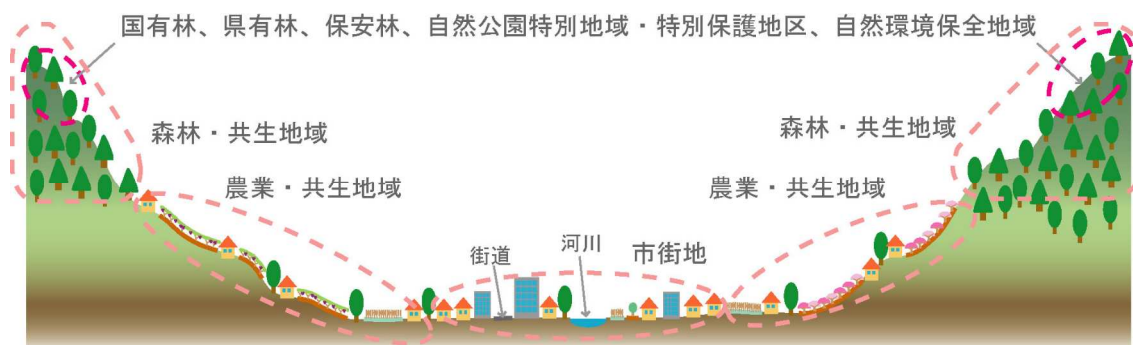 国有林、県有林、保安林、自然公園特別地域・特別保護地区、自然環境保全地域
森林・共生地域
森林・共生地域
農業・共生地域
農業・共生地域
街道
河川
市街地